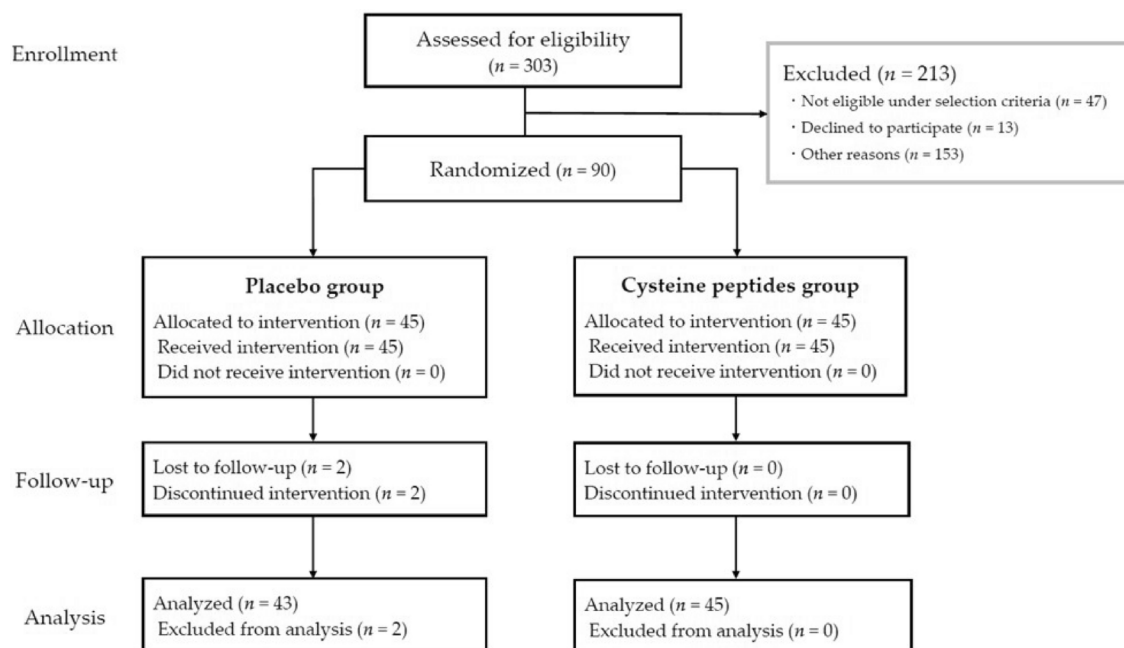 Enrollment
Assessed for eligibility
(n = 303)
Excluded (n = 213)
· Not eligible under selection criteria (n = 47)
· Declined to participate (n = 13)
· Other reasons (n = 153)
Randomized (n = 90)
Allocation
Placebo group
Allocated to intervention (n = 45)
Received intervention (n = 45)
Did not receive intervention (n = 0)
Cysteine peptides group
Allocated to intervention (n = 45)
Received intervention (n = 45)
Did not receive intervention (n = 0)
Follow-up
Lost to follow-up (n = 2)
Discontinued intervention (n = 2)
Lost to follow-up (n = 0)
Discontinued intervention (n = 0)
Analysis
Analyzed (n = 43)
Excluded from analysis (n = 2)
Analyzed (n = 45)
Excluded from analysis (n = 0)